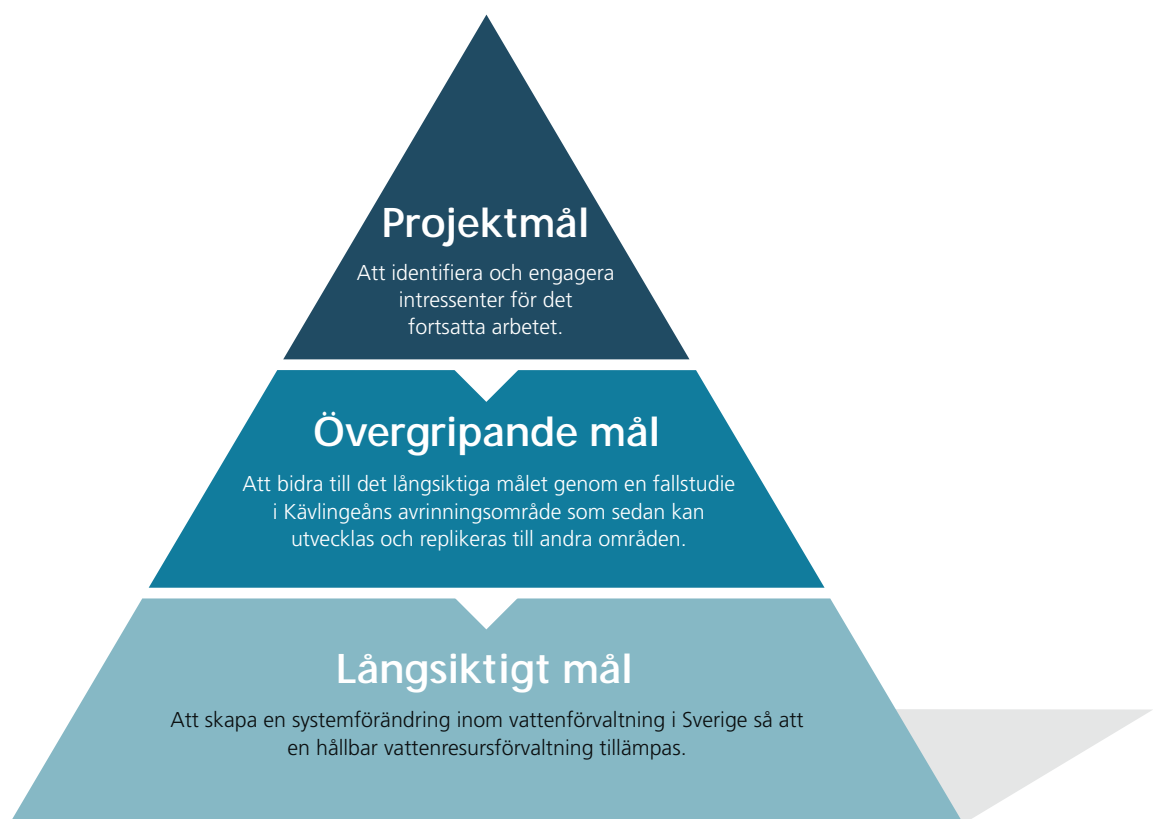 Projektmål
Att identifiera och engagera
intressenter för det
fortsatta arbetet.
Övergripande mål
Att bidra till det långsiktiga målet genom en fallstudie
i Kävlingeåns avrinningsområde som sedan kan
utvecklas och replikeras till andra områden.
Långsiktigt mål
Att skapa en systemförändring inom vattenförvaltning i Sverige så att
en hållbar vattenresursförvaltning tillämpas.